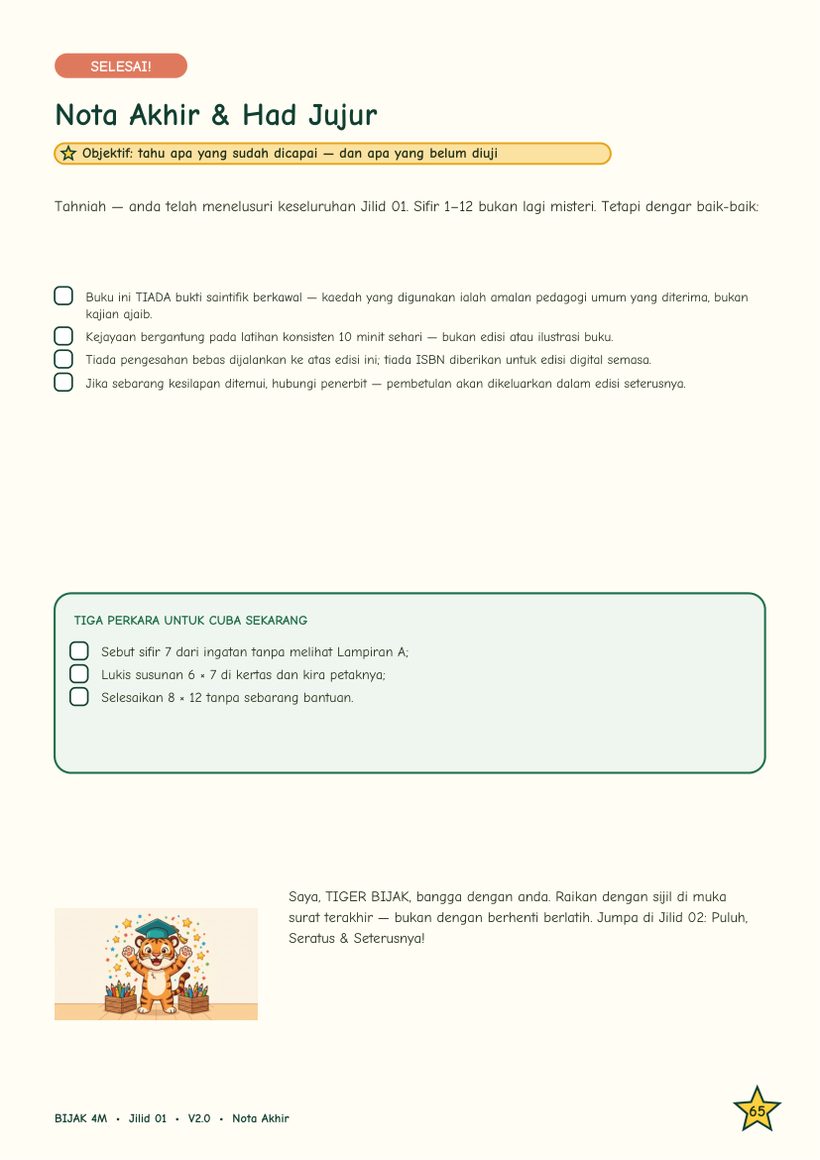 SELESAI!
Nota Akhir & Had Jujur
Objektif: tahu apa yang sudah dicapai — dan apa yang belum diuji
Tahniah — anda telah menelusuri keseluruhan Jilid 01. Sifir 1–12 bukan lagi misteri. Tetapi dengar baik-baik:
Buku ini TIADA bukti saintifik berkawal — kaedah yang digunakan ialah amalan pedagogi umum yang diterima, bukan
kajian ajaib.
Kejayaan bergantung pada latihan konsisten 10 minit sehari — bukan edisi atau ilustrasi buku.
Tiada pengesahan bebas dijalankan ke atas edisi ini; tiada ISBN diberikan untuk edisi digital semasa.
Jika sebarang kesilapan ditemui, hubungi penerbit — pembetulan akan dikeluarkan dalam edisi seterusnya.
TIGA PERKARA UNTUK CUBA SEKARANG
Sebut sifir 7 dari ingatan tanpa melihat Lampiran A;
Lukis susunan 6 × 7 di kertas dan kira petaknya;
Selesaikan 8 × 12 tanpa sebarang bantuan.
Saya, TIGER BIJAK, bangga dengan anda. Raikan dengan sijil di muka
surat terakhir — bukan dengan berhenti berlatih. Jumpa di Jilid 02: Puluh,
Seratus & Seterusnya!
BIJAK 4M • Jilid 01 • V2.0 • Nota Akhir
65